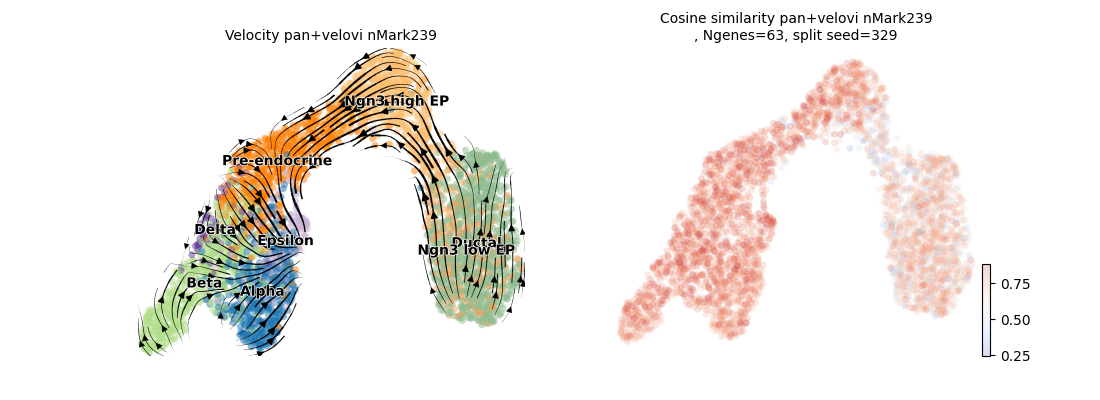 Velocity pan+velovi nMark239
Cosine similarity pan+velovi nMark239
, Ngenes=63, split seed=329
Ngn3 high EP
Pre-endocrine
Delta
Epsilon
Ductal
Ngn3 low EP
Beta
Alpha
0.75
0.50
0.25